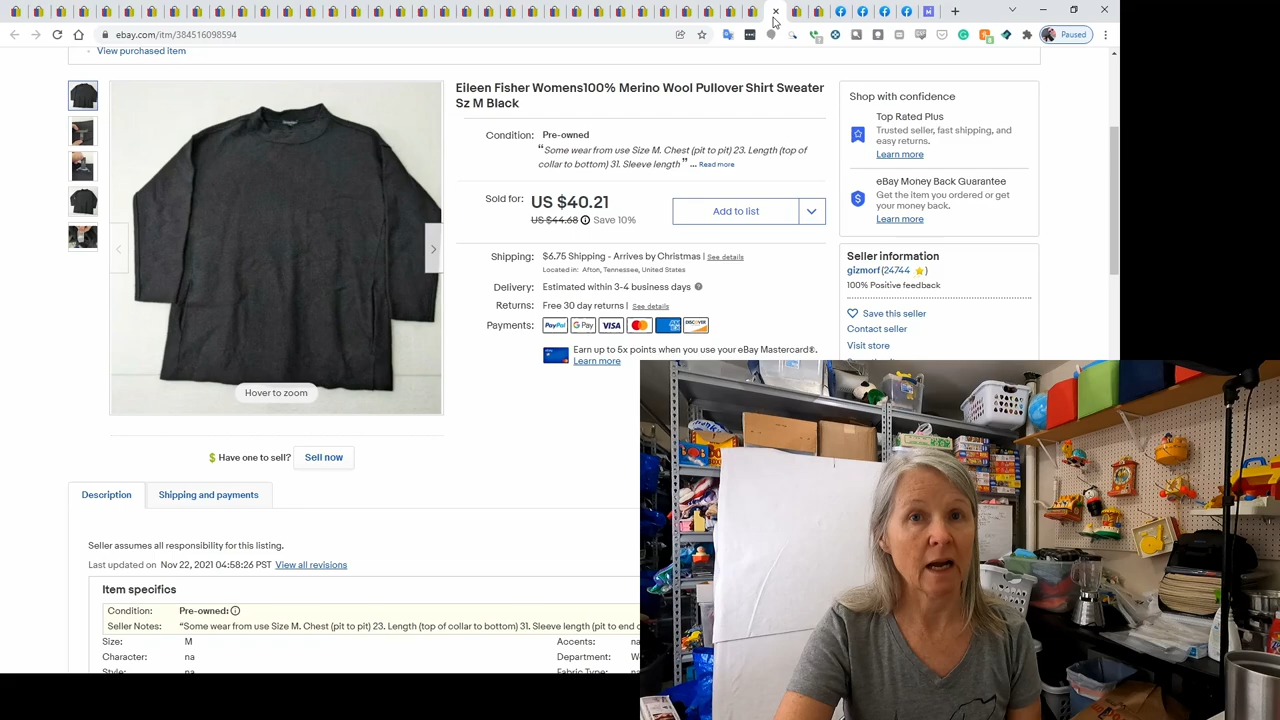 ebay.com/itm/384516098594
Paused
View purchased item
Eileen Fisher Womens100% Merino Wool Pullover Shirt Sweater
Sz M Black
Condition: Pre-owned
“Some wear from use Size M. Chest (pit to pit) 23. Length (top of
collar to bottom) 31. Sleeve length ” ... Read more
Sold for: US $40.21
US $44.68 Save 10%
Add to list
Shipping: $6.75 Shipping - Arrives by Christmas | See details
Located in: Afton, Tennessee, United States
Delivery: Estimated within 3-4 business days
Returns: Free 30 day returns | See details
Payments: PayPal G Pay VISA DISCOVER
Earn up to 5x points when you use your eBay Mastercard®.
Learn more
Hover to zoom
Have one to sell? Sell now
Shop with confidence
Top Rated Plus
Trusted seller, fast shipping, and
easy returns.
Learn more
eBay Money Back Guarantee
Get the item you ordered or get
your money back.
Learn more
Seller information
gizmorf (24744 )
100% Positive feedback
Save this seller
Contact seller
Visit store
Description Shipping and payments
Seller assumes all responsibility for this listing.
Last updated on Nov 22, 2021 04:58:26 PST View all revisions
Item specifics
Condition: Pre-owned:
Seller Notes: “Some wear from use Size M. Chest (pit to pit) 23. Length (top of collar to bottom) 31. Sleeve length (pit to end
Size: M Accents: na
Character: na Department:
Style: na Fabric Type: na